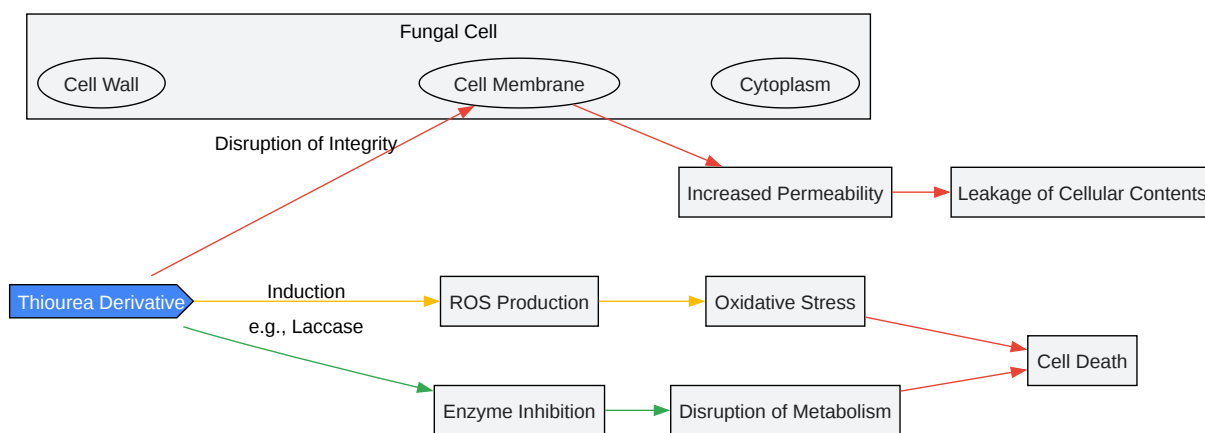 Fungal Cell
Cell Wall
Cell Membrane
Cytoplasm
Disruption of Integrity
Increased Permeability
Leakage of Cellular Contents
Thiourea Derivative
Induction
ROS Production
Oxidative Stress
e.g., Laccase
Cell Death
Enzyme Inhibition
Disruption of Metabolism